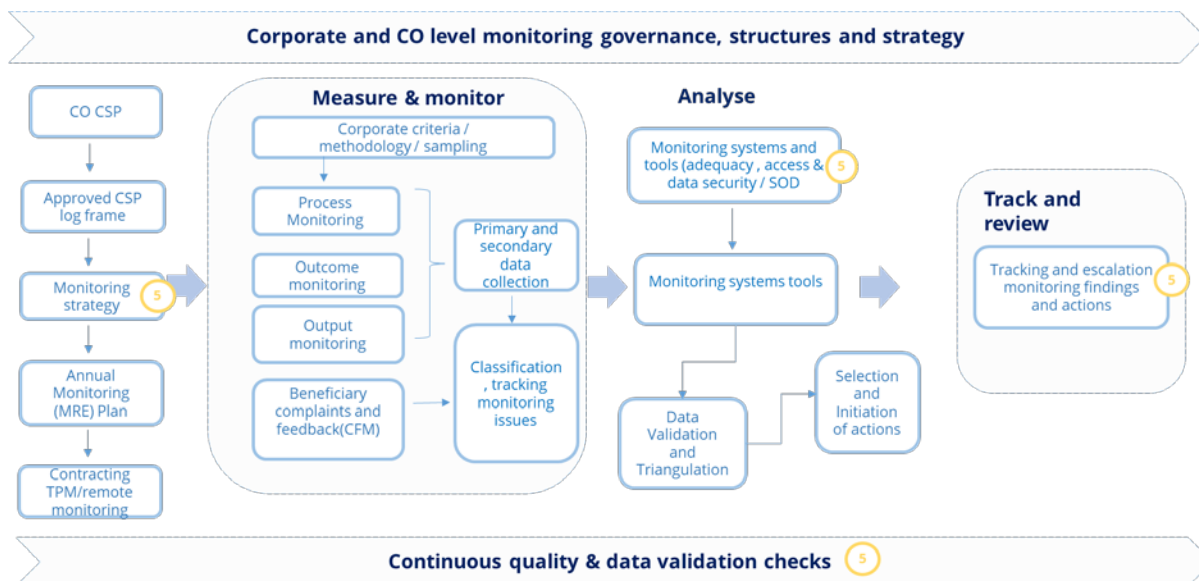 Corporate and CO level monitoring governance, structures and strategy
CO CSP
Approved CSP
log frame
Monitoring
strategy
5
Annual
Monitoring
(MRE) Plan
Contracting
TPM/remote
monitoring
Measure & monitor
Corporate criteria /
methodology / sampling
Process
Monitoring
Outcome
monitoring
Output
monitoring
Beneficiary
complaints and
feedback(CFM)
Primary and
secondary
data
collection
Classification
, tracking
monitoring
issues
Analyse
Monitoring systems and
tools (adequacy , access &
data security / SOD
5
Monitoring systems tools
Data
Validation
and
Triangulation
Selection
and
Initiation
of actions
Track and
review
Tracking and escalation
monitoring findings
and actions
5
Continuous quality & data validation checks
5